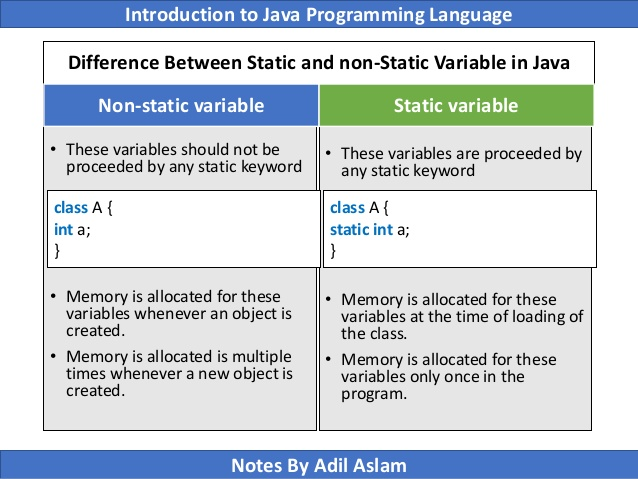 Introduction to Java Programming Language
Difference Between Static and non-Static Variable in Java
Non-static variable
Static variable
• These variables should not be
proceeded by any static keyword
class A {
int a;
}
• Memory is allocated for these
variables whenever an object is
created.
• Memory is allocated is multiple
times whenever a new object is
created.
• These variables are proceeded by
any static keyword
class A {
static int a;
}
• Memory is allocated for these
variables at the time of loading of
the class.
• Memory is allocated for these
variables only once in the
program.
Notes By Adil Aslam